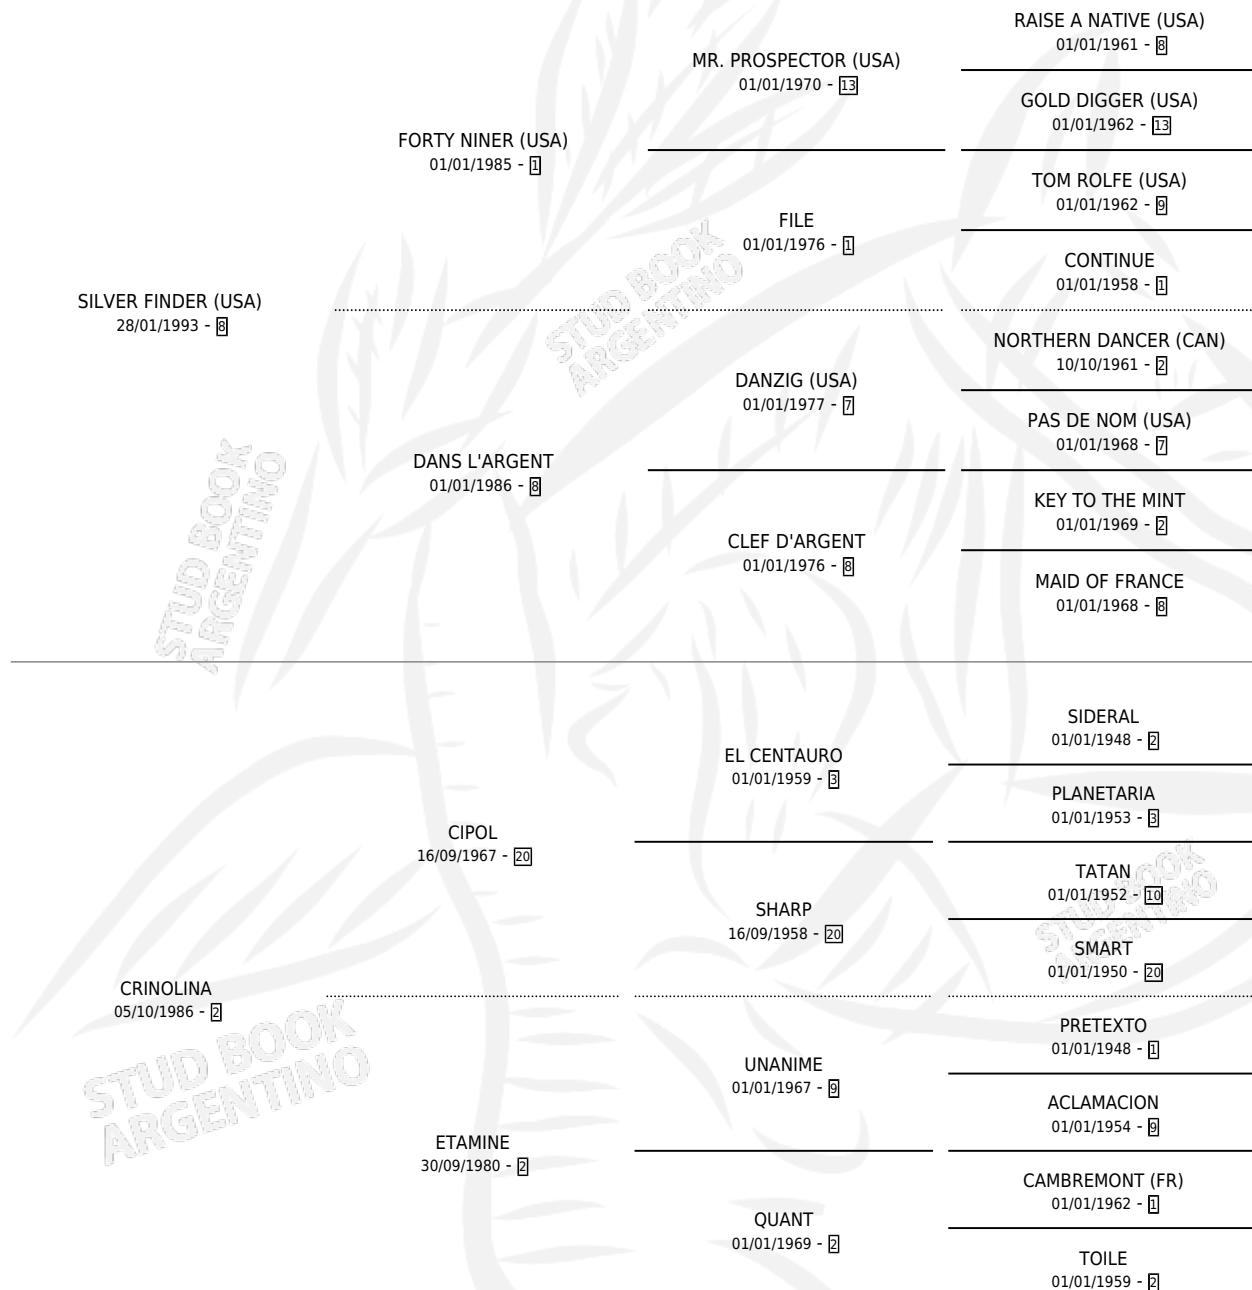 RAISE A NATIVE (USA)
01/01/1961 - 8
MR. PROSPECTOR (USA)
01/01/1970 - 13
GOLD DIGGER (USA)
01/01/1962 - 13
FORTY NINER (USA)
01/01/1985 - 1
TOM ROLFE (USA)
01/01/1962 - 9
FILE
01/01/1976 - 1
CONTINUE
01/01/1958 - 1
SILVER FINDER (USA)
28/01/1993 - 8
NORTHERN DANCER (CAN)
10/10/1961 - 2
DANZIG (USA)
01/01/1977 - 7
PAS DE NOM (USA)
01/01/1968 - 7
DANS L'ARGENT
01/01/1986 - 8
KEY TO THE MINT
01/01/1969 - 2
CLEF D'ARGENT
01/01/1976 - 8
MAID OF FRANCE
01/01/1968 - 8
SIDERAL
01/01/1948 - 2
EL CENTAURO
01/01/1959 - 3
PLANETARIA
01/01/1953 - 3
CIPOL
16/09/1967 - 20
TATAN
01/01/1952 - 10
SHARP
16/09/1958 - 20
SMART
01/01/1950 - 20
CRINOLINA
05/10/1986 - 2
PRETEXTO
01/01/1948 - 1
UNANIME
01/01/1967 - 9
ACLAMACION
01/01/1954 - 9
ETAMINE
30/09/1980 - 2
CAMBREMONT (FR)
01/01/1962 - 1
QUANT
01/01/1969 - 2
TOILE
01/01/1959 - 2
STUD BOOK
ARGENTINO
STUD BOOK
ARGENTINO
STUD BOOK
ARGENTINO
STUD BOOK
ARGENTINO